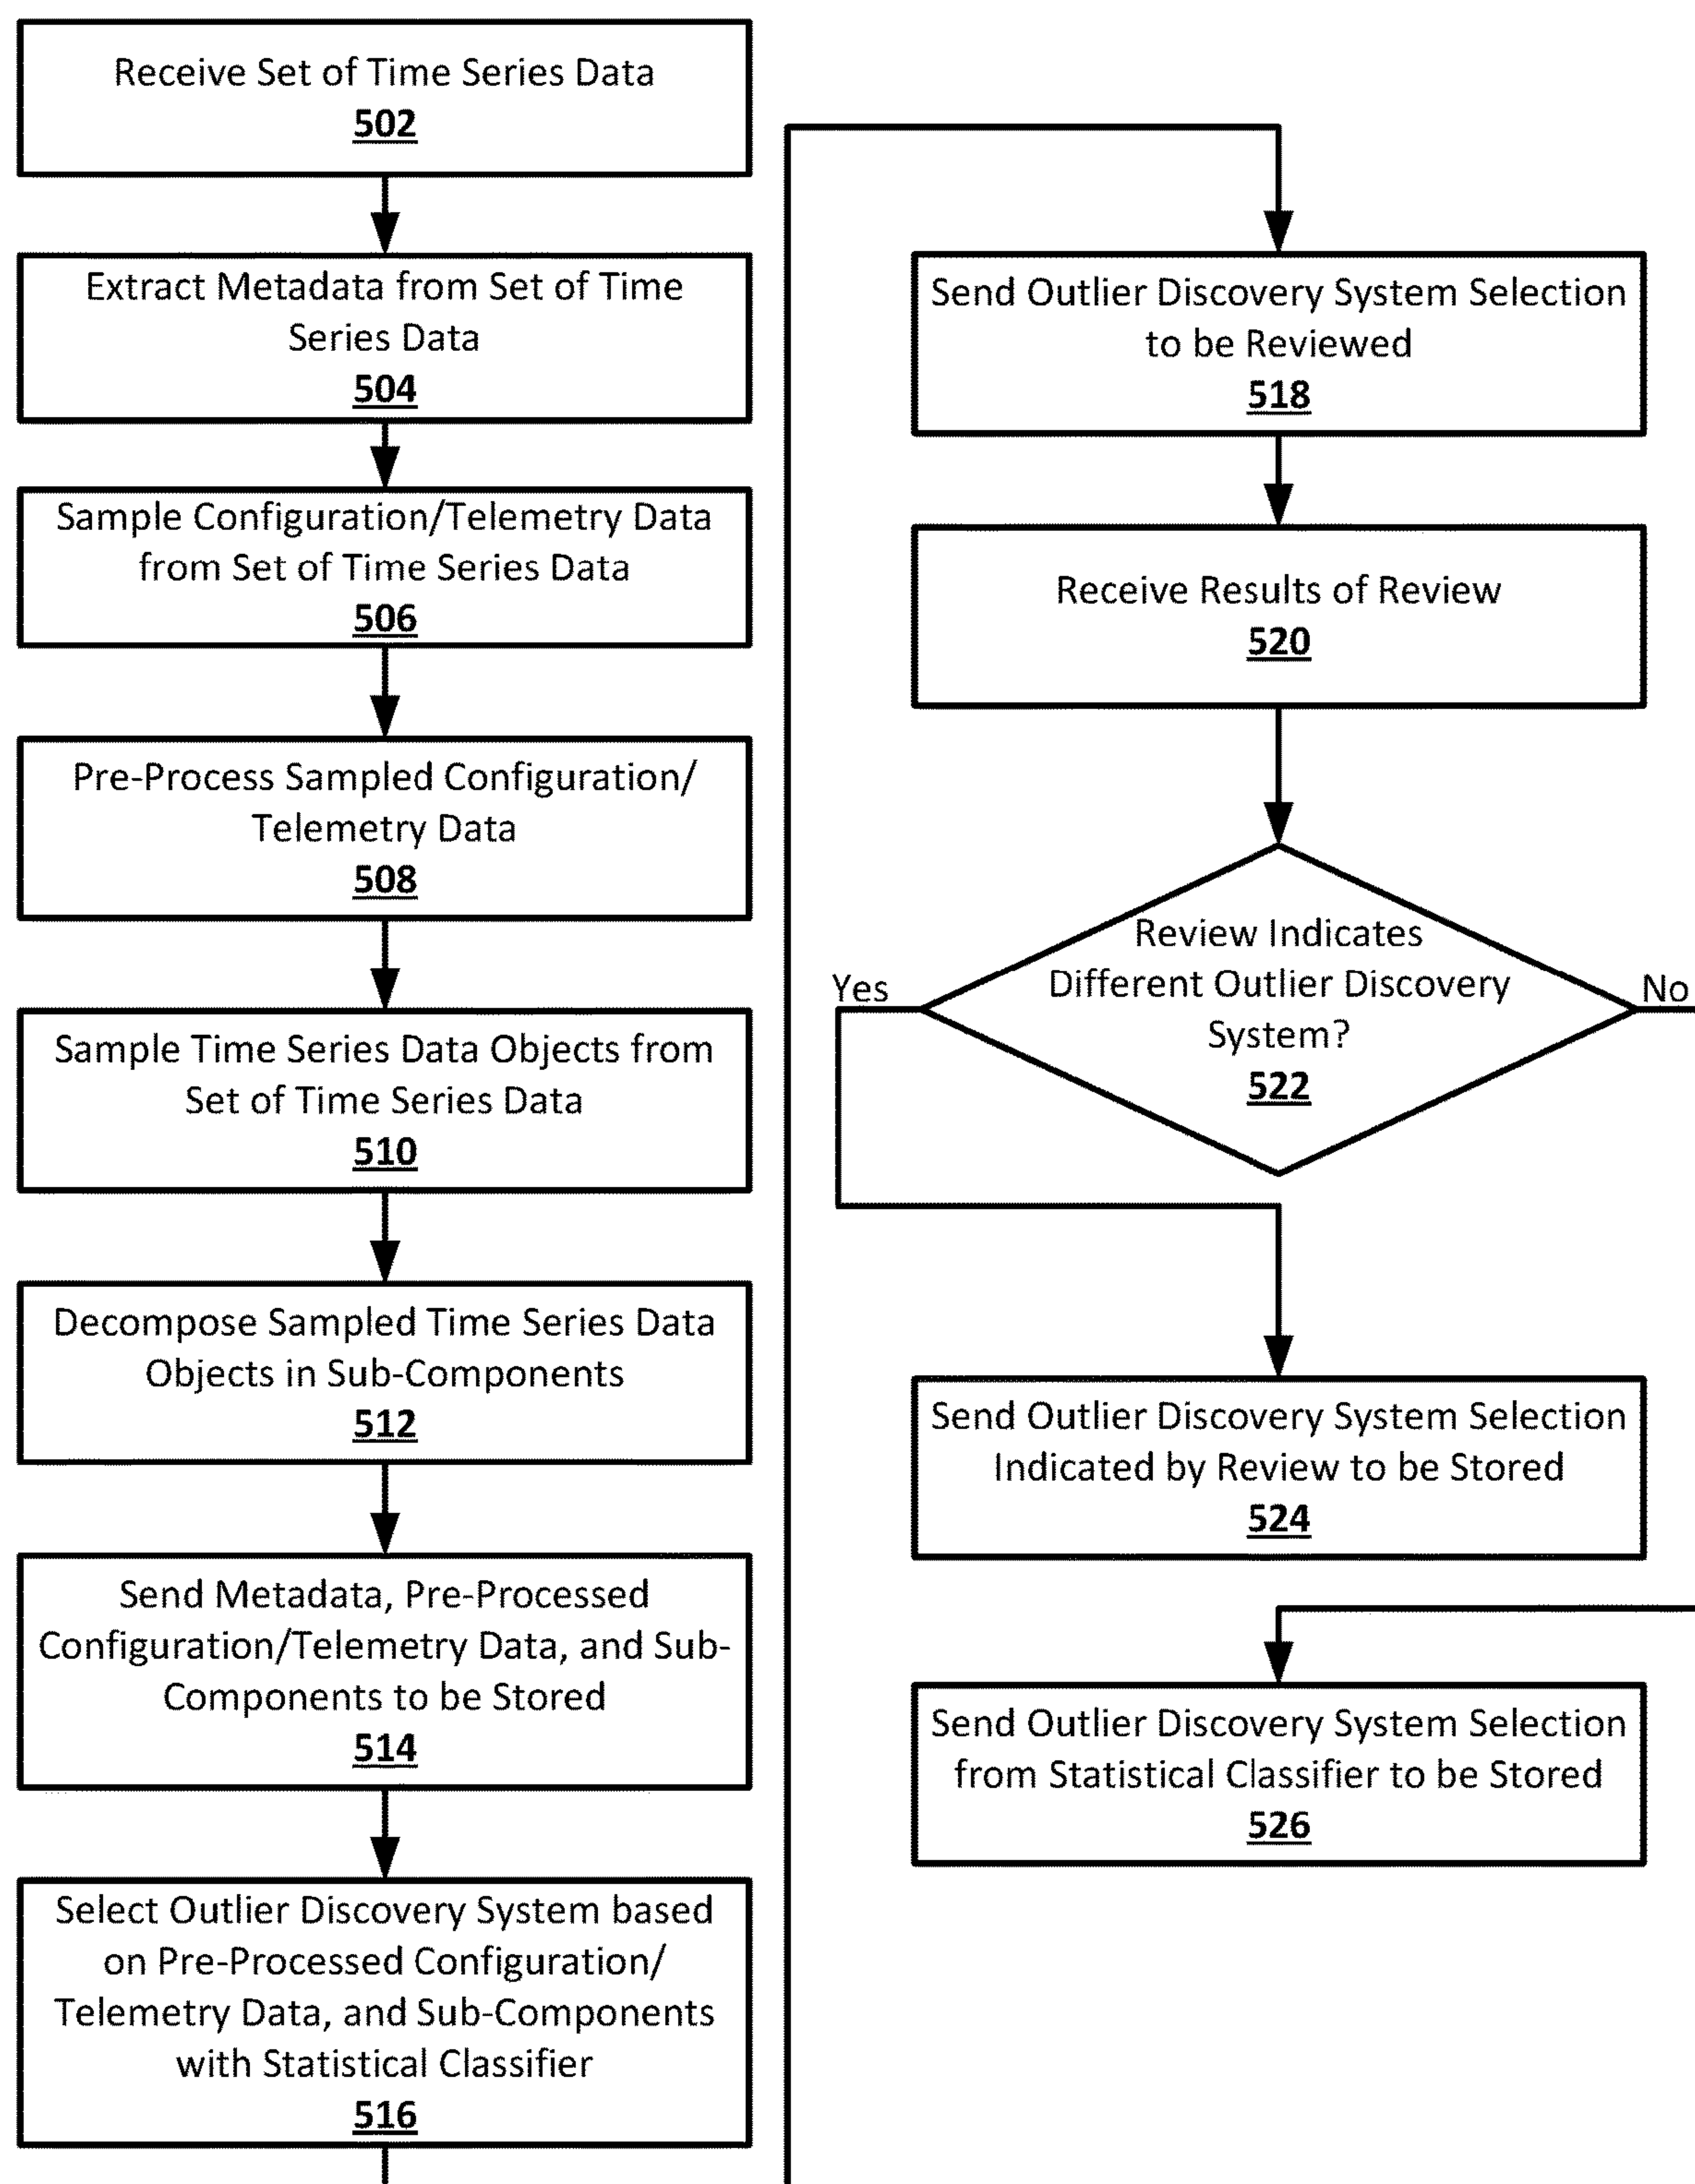 Receive Set of Time Series Data
502
Extract Metadata from Set of Time
Series Data
504
Sample Configuration/Telemetry Data
from Set of Time Series Data
506
Pre-Process Sampled Configuration/
Telemetry Data
508
Sample Time Series Data Objects from
Set of Time Series Data
510
Decompose Sampled Time Series Data
Objects in Sub-Components
512
Send Metadata, Pre-Processed
Configuration/Telemetry Data, and Sub-
Components to be Stored
514
Select Outlier Discovery System based
on Pre-Processed Configuration/
Telemetry Data, and Sub-Components
with Statistical Classifier
516
Send Outlier Discovery System Selection
to be Reviewed
518
Receive Results of Review
520
Review Indicates
Different Outlier Discovery
System?
522
Yes
No
Send Outlier Discovery System Selection
Indicated by Review to be Stored
524
Send Outlier Discovery System Selection
from Statistical Classifier to be Stored
526